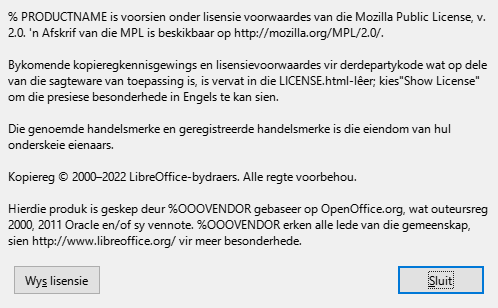 % PRODUCTNAME is voorsien onder lisensie voorwaardes van die Mozilla Public License, v.
2.0. 'n Afskrif van die MPL is beskikbaar op http://mozilla.org/MPL/2.0/.
Bykomende kopieregkennisgewings en lisensievoorwaardes vir derdepartykode wat op dele
van die sagteware van toepassing is, is vervat in die LICENSE.html-lêer; kies"Show License"
om die presiese besonderhede in Engels te kan sien.
Die genoemde handelsmerke en geregistreerde handelsmerke is die eiendom van hul
onderskeie eienaars.
Kopiereg © 2000–2022 LibreOffice-bydraers. Alle regte voorbehou.
Hierdie produk is geskep deur %OOOVENDOR gebaseer op OpenOffice.org, wat outeursreg
2000, 2011 Oracle en/of sy vennote. %OOOVENDOR erken alle lede van die gemeenskap,
sien http://www.libreoffice.org/ vir meer besonderhede.
Wys lisensie
Sluit